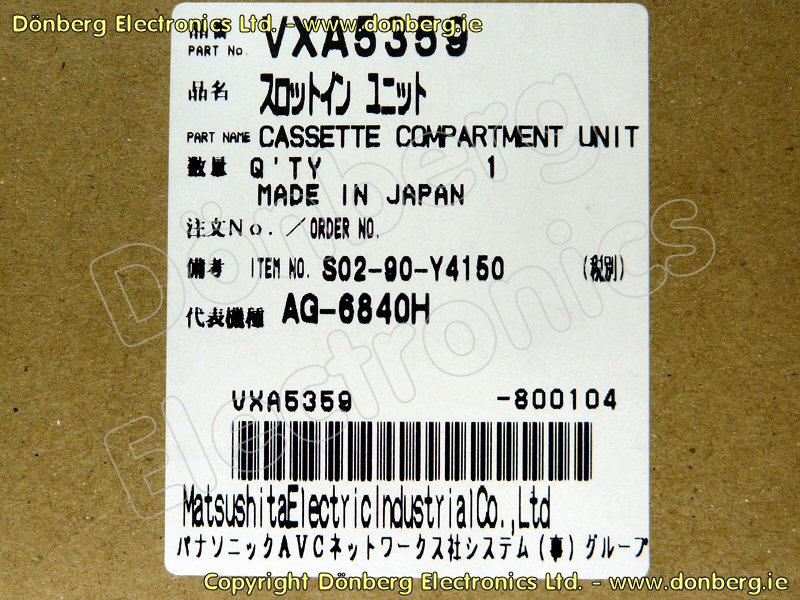 Dönberg Electronics Ltd. - www.donberg.ie
PART No. VXA5359
品名 スロットイン ユニット
PART NAME CASSETTE COMPARTMENT UNIT
数量 Q'TY 1
MADE IN JAPAN
注文No. ／ORDER NO.
備考 ITEM NO. S02-90-Y4150 (税別)
代表機種 AG-6840H
VXA5359 -800104
MatsushitaElectricIndustrialCo.,Ltd
パナソニックAVCネットワークス社システム(事)グループ
Dönberg Electronics
Copyright Dönberg Electronics Ltd. - www.donberg.ie